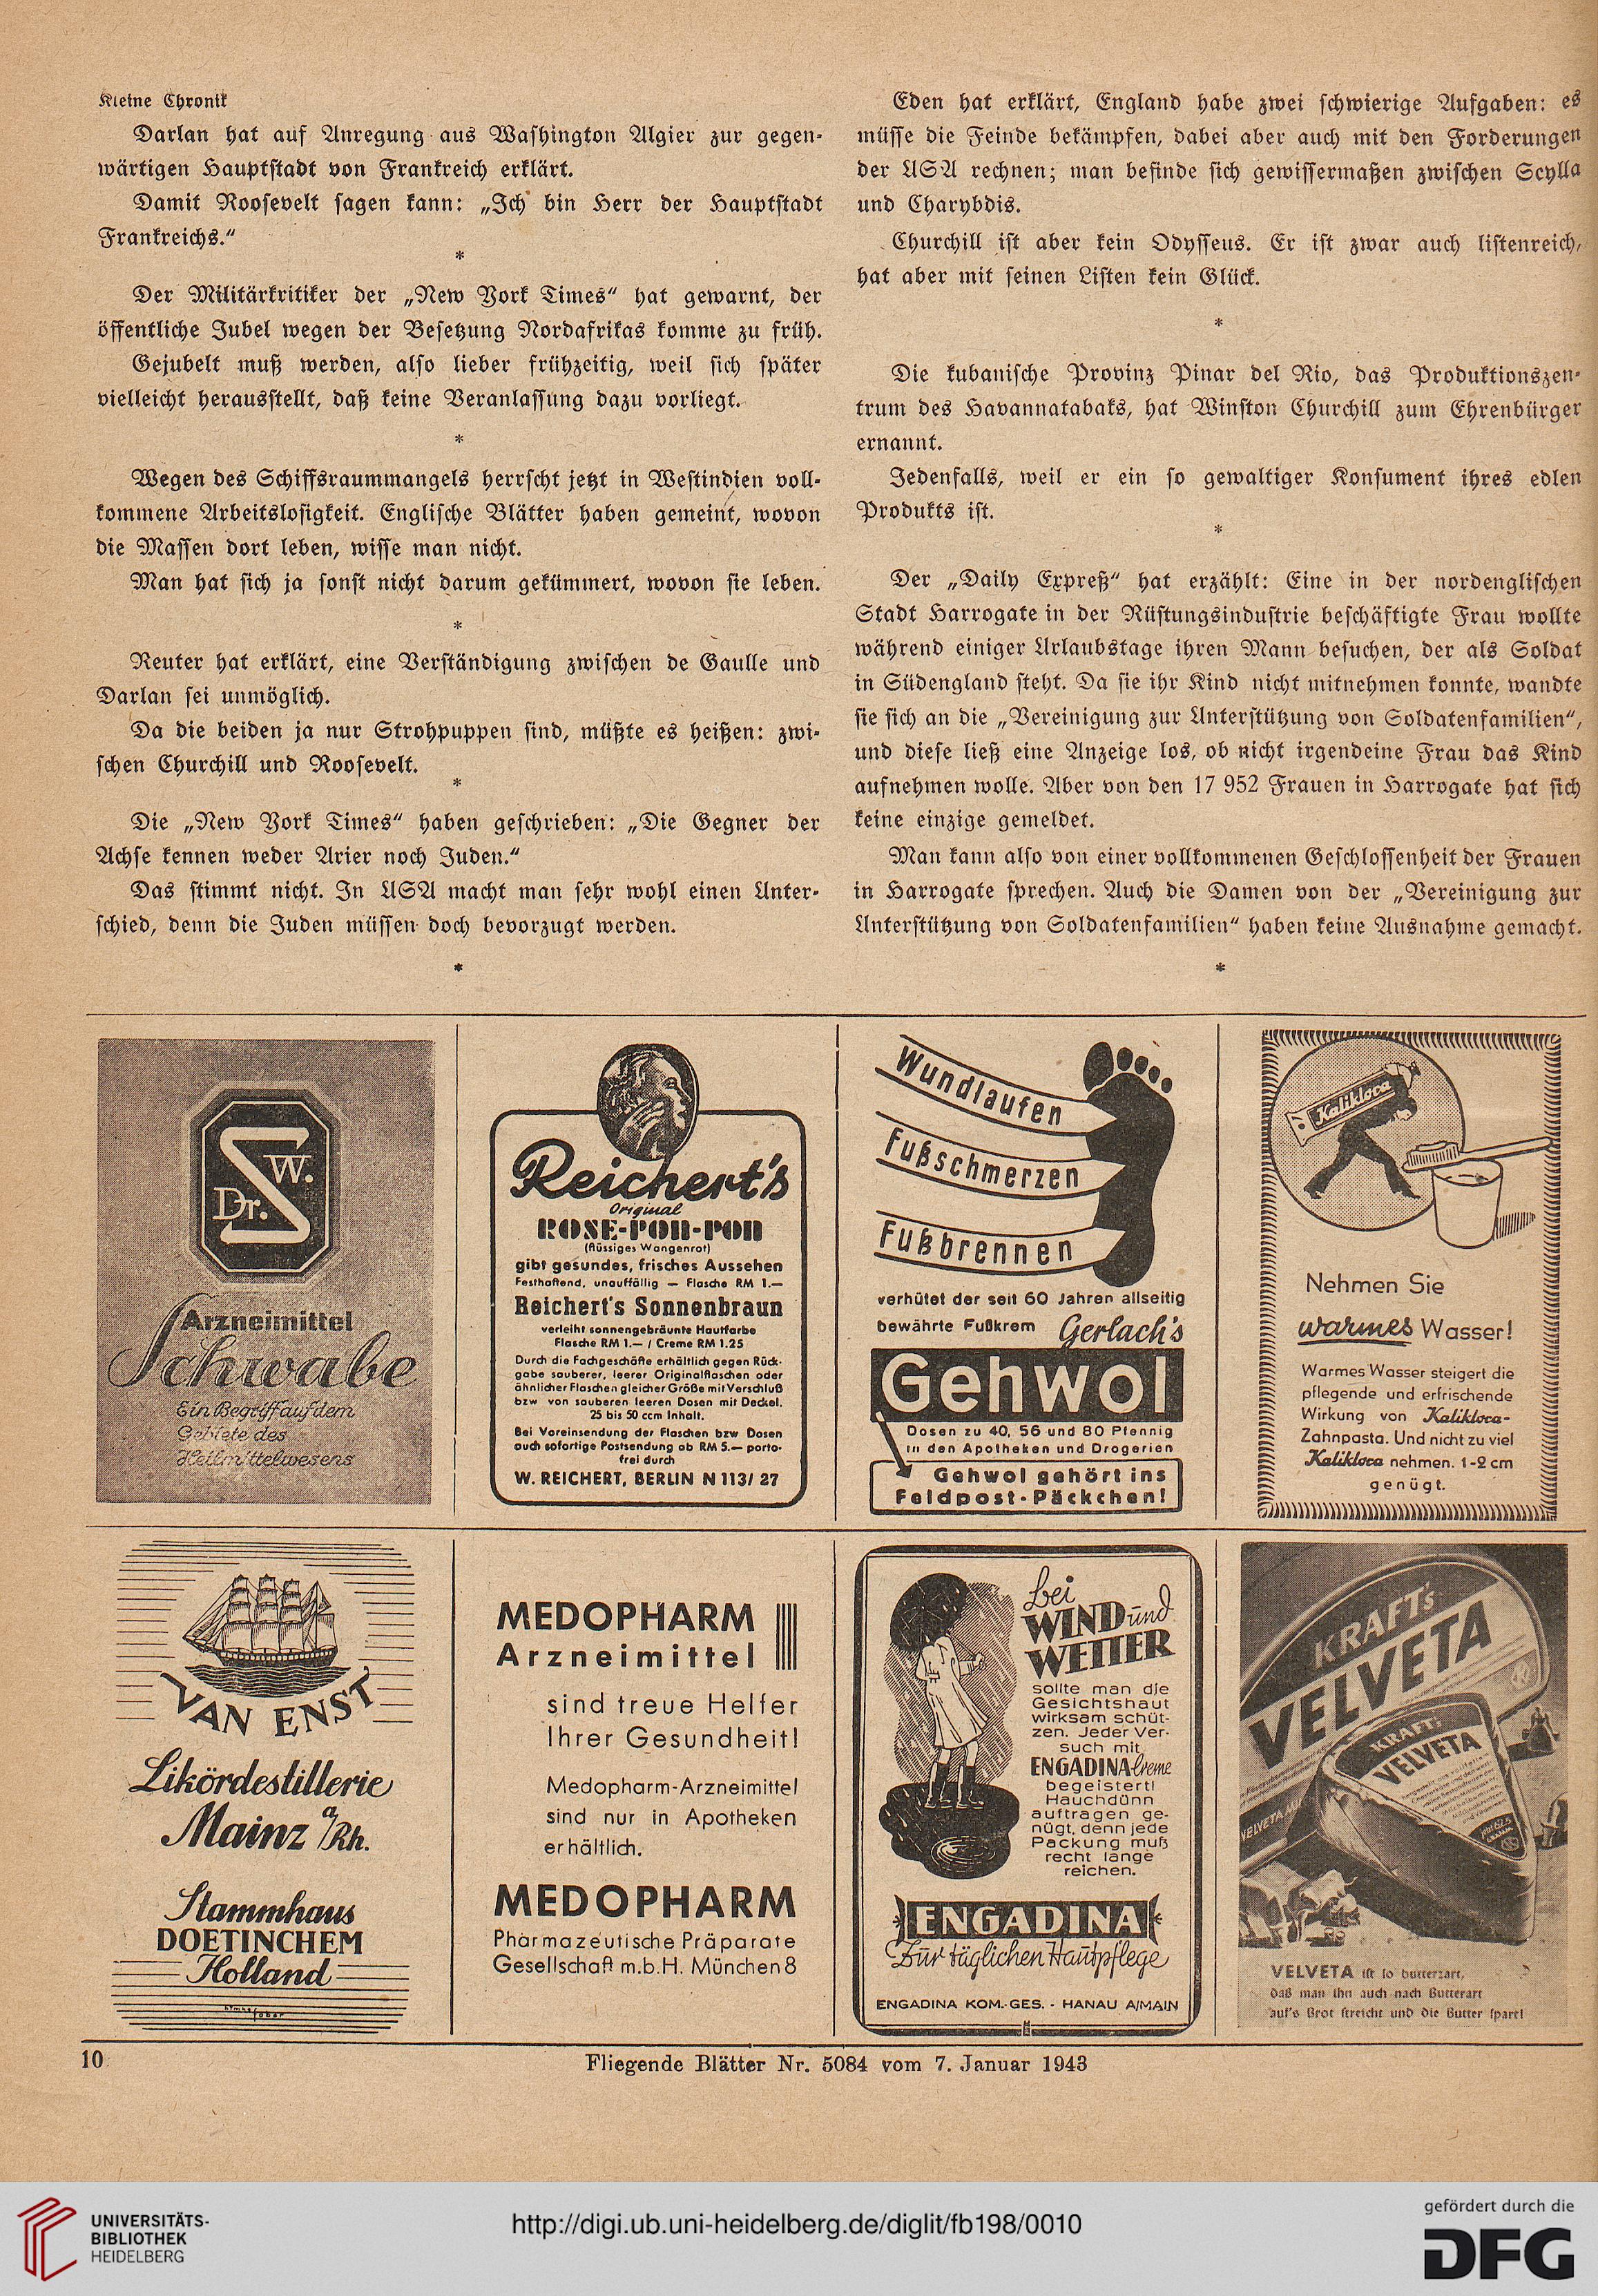 Kleine Chronik
Darlan hat auf Anregung aus Washington Algier zur gegen-
wärtigen Hauptstadt von Frankreich erklärt.
Damit Roosevelt sagen kann: „Ich bin Herr der Hauptstadt
Frankreichs.“
*
Der Militärkritiker der „New York Times“ hat gewarnt, der
öffentliche Jubel wegen der Besetzung Nordafrikas komme zu früh.
Gejubelt muß werden, also lieber frühzeitig, weil sich später
vielleicht herausstellt, daß keine Veranlassung dazu vorliegt.
*
Wegen des Schiffsraummangels herrscht jetzt in Westindien voll-
kommene Arbeitslosigkeit. Englische Blätter haben gemeint, wovon
die Massen dort leben, wisse man nicht.
Man hat sich ja sonst nicht darum gekümmert, wovon sie leben.
*
Reuter hat erklärt, eine Verständigung zwischen de Gaulle und
Darlan sei unmöglich.
Da die beiden ja nur Strohpuppen sind, müßte es heißen: zwi-
schen Churchill und Roosevelt.
*
Die „New York Times“ haben geschrieben: „Die Gegner der
Achse kennen weder Arier noch Juden.“
Das stimmt nicht. In USA macht man sehr wohl einen Unter-
schied, denn die Juden müssen doch bevorzugt werden.
*
Eden hat erklärt, England habe zwei schwierige Aufgaben: es
müsse die Feinde bekämpfen, dabei aber auch mit den Forderungen
der USA rechnen; man befinde sich gewissermaßen zwischen Scylla
und Charybdis.
Churchill ist aber kein Odysseus. Er ist zwar auch listenreich,
hat aber mit seinen Listen kein Glück.
*
Die kubanische Provinz Pinar del Rio, das Produktionszen-
trum des Havannatabaks, hat Winston Churchill zum Ehrenbürger
ernannt.
Jedenfalls, weil er ein so gewaltiger Konsument ihres edlen
Produkts ist.
*
Der „Daily Expreß“ hat erzählt: Eine in der nordenglischen
Stadt Harrogate in der Rüstungsindustrie beschäftigte Frau wollte
während einiger Urlaubstage ihren Mann besuchen, der als Soldat
in Südengland steht. Da sie ihr Kind nicht mitnehmen konnte, wandte
sie sich an die „Vereinigung zur Unterstützung von Soldatenfamilien“,
und diese ließ eine Anzeige los, ob nicht irgendeine Frau das Kind
aufnehmen wolle. Aber von den 17 952 Frauen in Harrogate hat sich
keine einzige gemeldet.
Man kann also von einer vollkommenen Geschlossenheit der Frauen
in Harrogate sprechen. Auch die Damen von der „Vereinigung zur
Unterstützung von Soldatenfamilien“ haben keine Ausnahme gemacht.
*
Dr. W. S
Arzneimittel
Schwabe
Ein Begriff auf dem
Gebiete des
Heilmittelwesens
Reichert's
Original
ROSE-PON-PON
(flüssiges Wangenrot)
gibt gesundes, frisches Aussehen
Festhaftend, unauffällig — Flasche RM 1.—
Reichert's Sonnenbraun
verleiht sonnengebräunte Hautfarbe
Flasche RM 1.— / Creme RM 1.25
Durch die Fachgeschäfte erhältlich gegen Rück-
gabe sauberer, leerer Originalflaschen oder
ähnlicher Flaschen gleicher Größe mit Verschluß
bzw von sauberen leeren Dosen mit Deckel.
25 bis 50 ccm Inhalt.
Bei Voreinsendung der Flaschen bzw Dosen
auch sofortige Postsendung ab RM 5.— porto-
frei durch
W. REICHERT, BERLIN N 113/ 27
Wundlaufen
Fußschmerzen
Fußbrennen
verhütet der seit 60 Jahren allseitig
bewährte Fußkrem Gerlach's
Gehwol
Dosen zu 40, 56 und 80 Pfennig
in den Apotheken und Drogerien
Gehwol gehört ins
Feldpost-Päckchen!
Kaliklora
Nehmen Sie
warmes Wasser!
Warmes Wasser steigert die
pflegende und erfrischende
Wirkung von Kaliklora-
Zahnpasta. Und nicht zu viel
Kaliklora nehmen. 1-2 cm
genügt.
VAN ENST
Likördestillerie
Mainz a/Rh.
Stammhaus
DOETINCHEM
Holland
MEDOPHARM
Arzneimittel
sind treue Helfer
Ihrer Gesundheit!
Medopharm-Arzneimittel
sind nur in Apotheken
erhältlich.
MEDOPHARM
Pharmazeutische Präparate
Gesellschaft m.b.H. München 8
bei
WIND und
WETTER
sollte man die
Gesichtshaut
wirksam schüt-
zen. Jeder Ver-
such mit
ENGADINA-Creme
begeistert!
Hauchdünn
auftragen ge-
nügt, denn jede
Packung muß
recht lange
reichen.
ENGADINA
Zur täglichen Hautpflege
ENGADINA KOM.-GES. - HANAU A/MAIN
KRAFT's
VELVETA
KRAFT's
VELVETA
VELVETA
VELVETA ist so butterzart,
daß man ihn auch nach Butterart
auf's Brot streicht und die Butter spart!
10
Fliegende Blätter Nr. 5084 vom 7. Januar 1943
UNIVERSITÄTS-
BIBLIOTHEK
HEIDELBERG
http://digi.ub.uni-heidelberg.de/diglit/fb198/0010
gefördert durch die
DFG